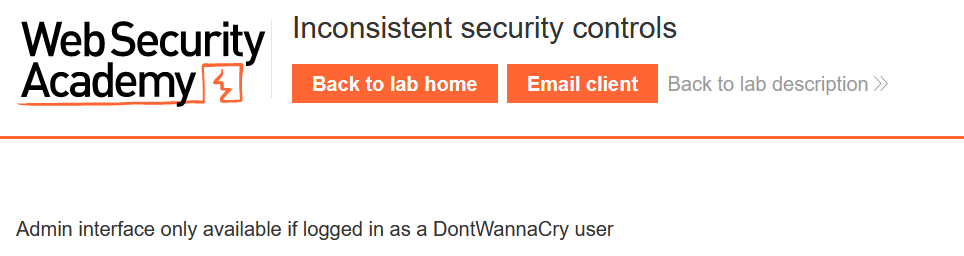 Web Security
Academy
Inconsistent security controls
Back to lab home
Email client
Back to lab description
Admin interface only available if logged in as a DontWannaCry user